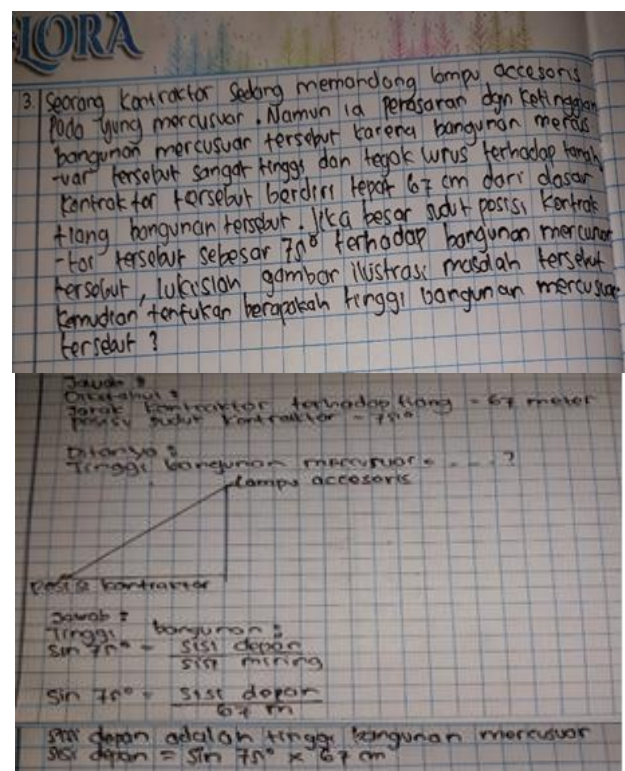 LORA
3. Seorang kontraktor sedang memandang lampu accesoris
Pada ujung mercusuar. Namun ia perasaran dgn ketinggian
bangunan mercusuar tersebut karena bangunan mercus
-uar tersebut sangat tinggi dan tegak lurus terhadap tanah
kontraktor tersebut berdiri tepat 67 cm dari dasar
tiang bangunan tersebut. Jika besar sudut posisi kontrak
-tor tersebut sebesar 75° terhadap bangunan mercusuar
tersebut, lukislah gambar ilustrasi masalah tersebut
kemudian tentukan berapakah tinggi bangunan mercusuar
tersebut ?
Jawab :
Diketahui :
Jarak kontraktor terhadap tiang = 67 meter
posisi sudut kontraktor = 75°
Ditanya :
Tinggi bangunan mercusuar = . . . . ?
lampu accesoris
Posisi kontraktor
Jawab :
Tinggi bangunan :
sin 75° = sisi depan
sisi miring
sin 75° = sisi depan
67 m
sisi depan adalah tinggi bangunan mercusuar
sisi depan = sin 75° x 67 cm